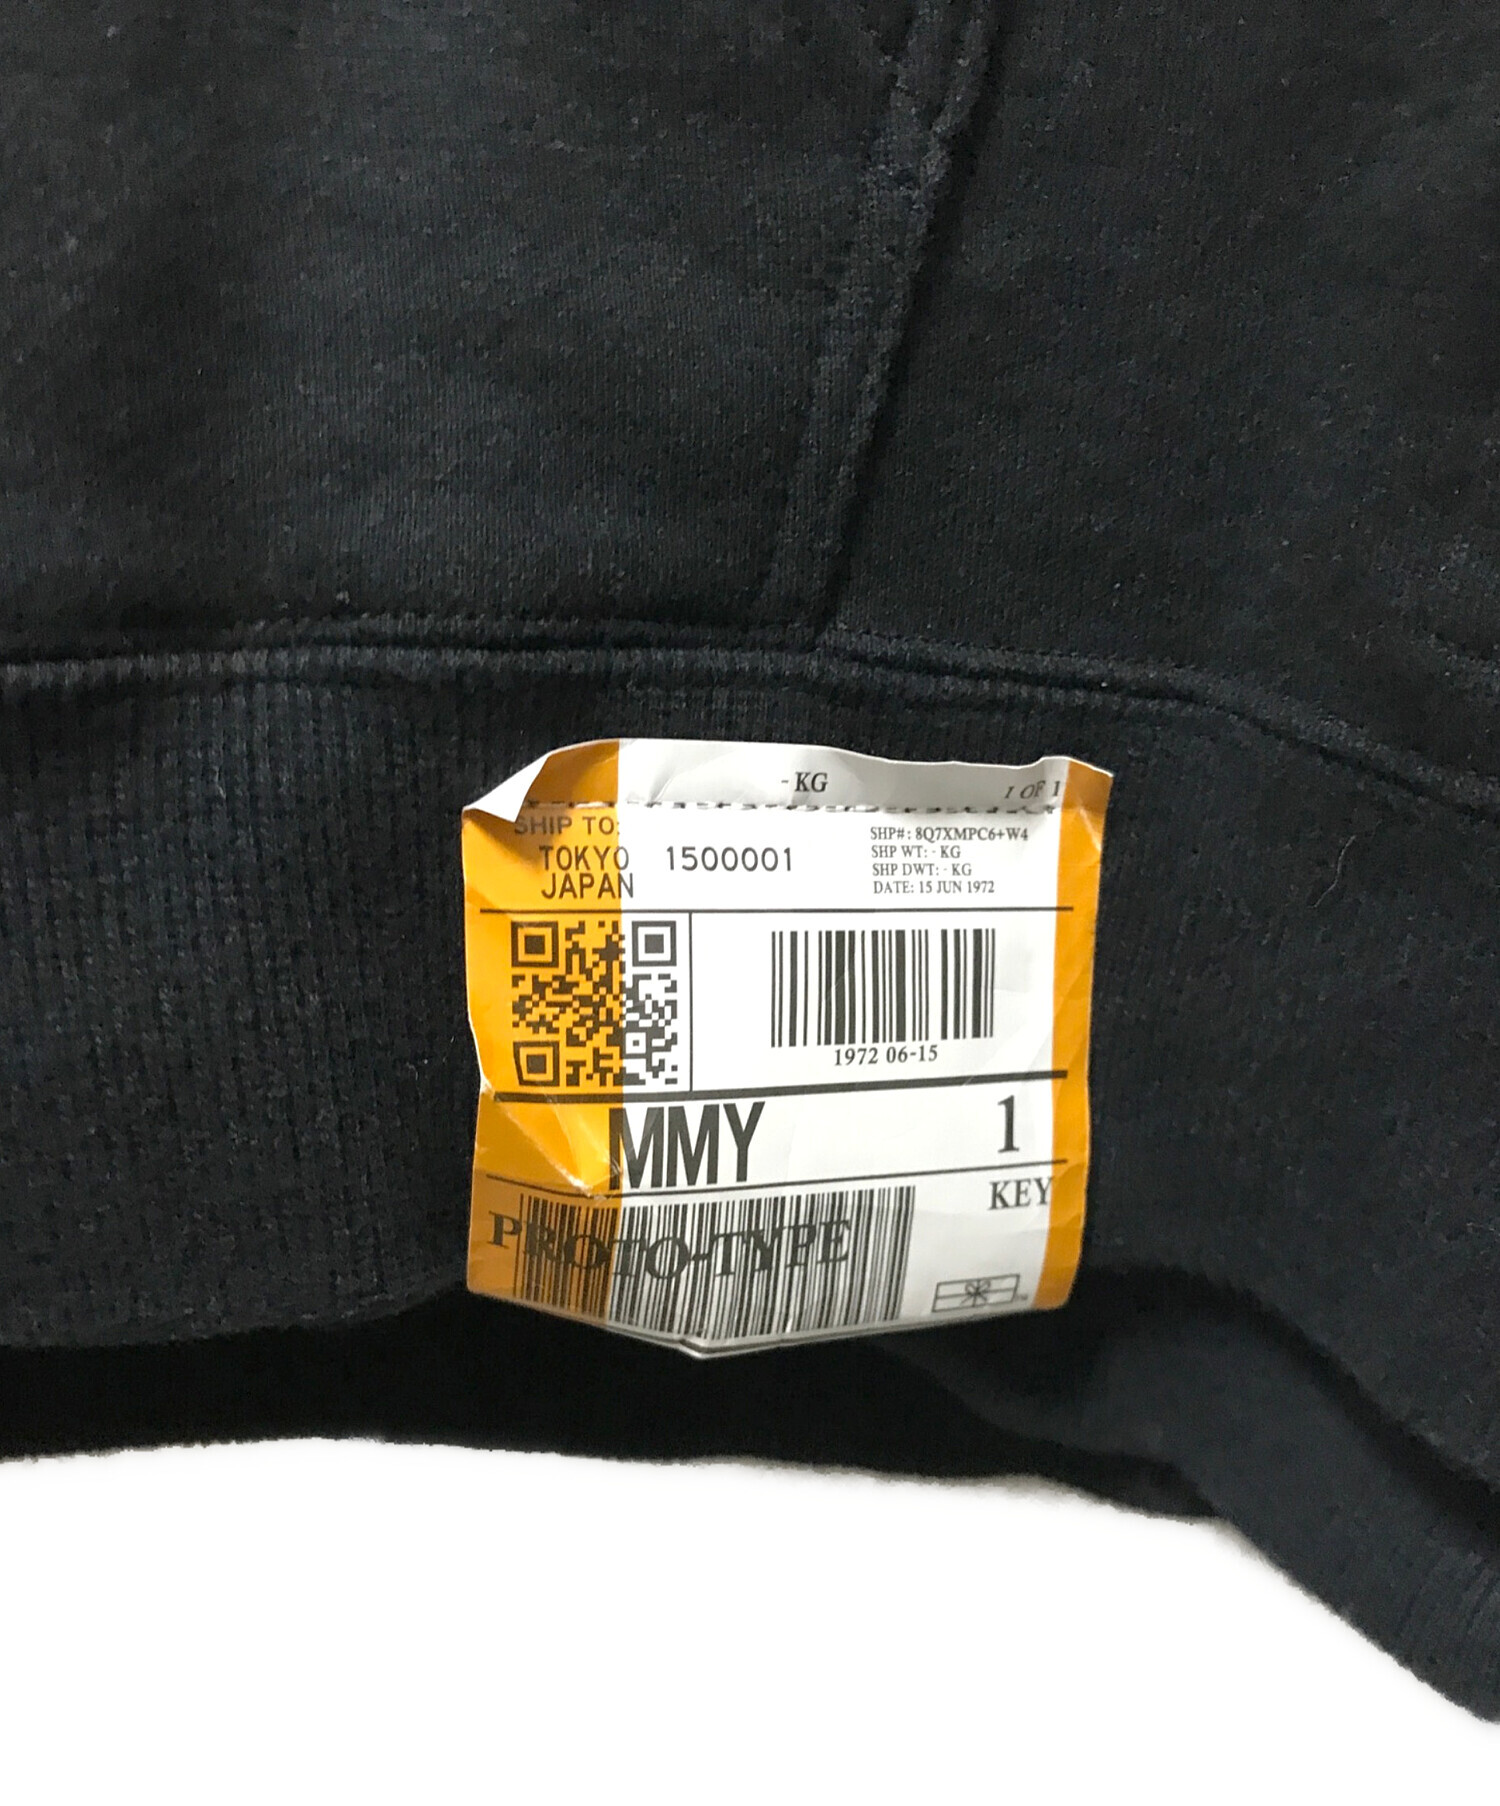 - KG
1 OF 1
SHIP TO:
TOKYO 1500001
JAPAN
SHP#: 8Q7XMPC6+W4
SHP WT: - KG
SHP DWT: - KG
DATE: 15 JUN 1972
1972 06-15
MMY 1
KEY
PROTO-TYPE